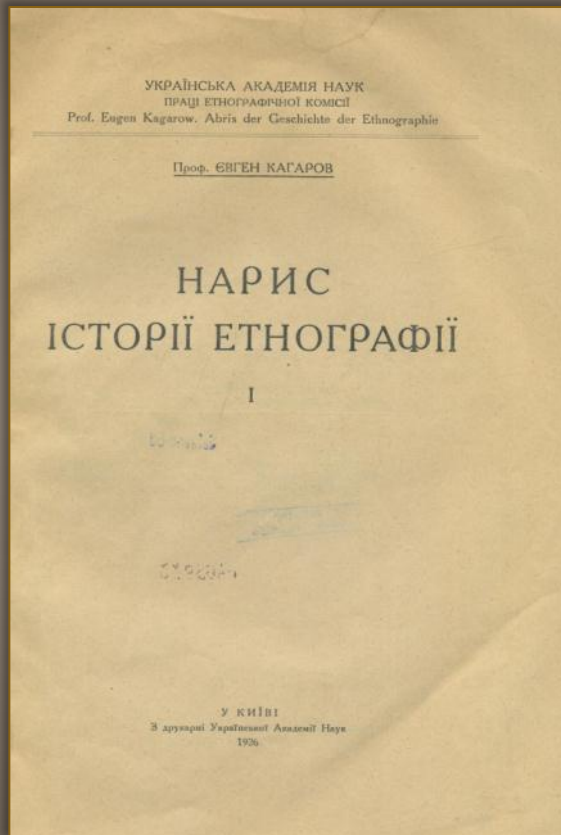 УКРАЇНСЬКА АКАДЕМІЯ НАУК
ПРАЦІ ЕТНОГРАФІЧНОЇ КОМІСІЇ
Prof. Eugen Kagarow. Abris der Geschichte der Ethnographie
Проф. ЄВГЕН КАГАРОВ
НАРИС
ІСТОРІЇ ЕТНОГРАФІЇ
І
У КИЇВІ
З друкарні Української Академії Наук
1926